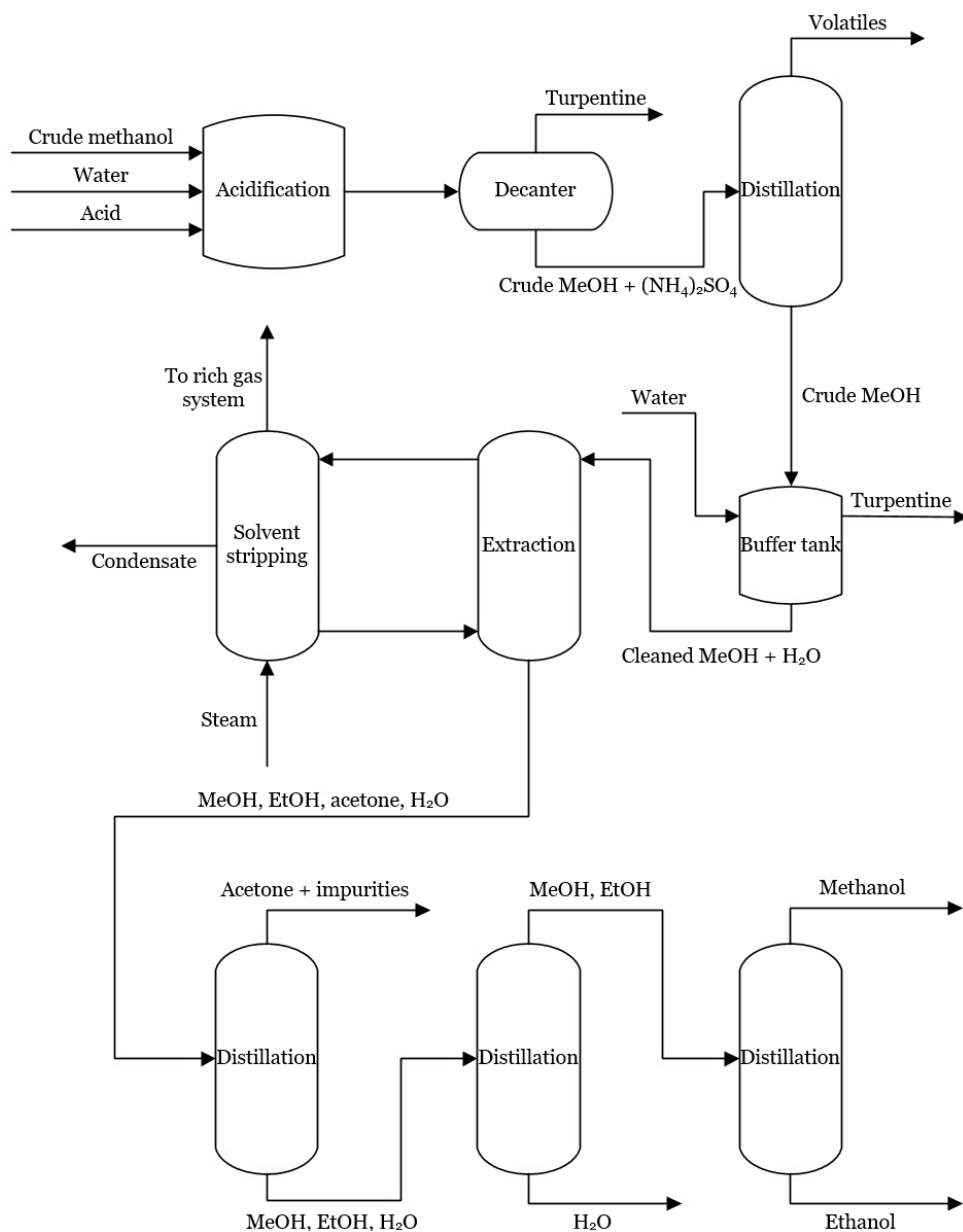 Volatiles
Turpentine
Crude methanol
Water
Acid
Acidification
Decanter
Distillation
Crude MeOH + (NH₄)₂SO₄
To rich gas
system
Water
Crude MeOH
Solvent
stripping
Extraction
Buffer tank
Turpentine
Condensate
Cleaned MeOH + H₂O
Steam
MeOH, EtOH, acetone, H₂O
Acetone + impurities
MeOH, EtOH
Methanol
Distillation
Distillation
Distillation
MeOH, EtOH, H₂O
H₂O
Ethanol